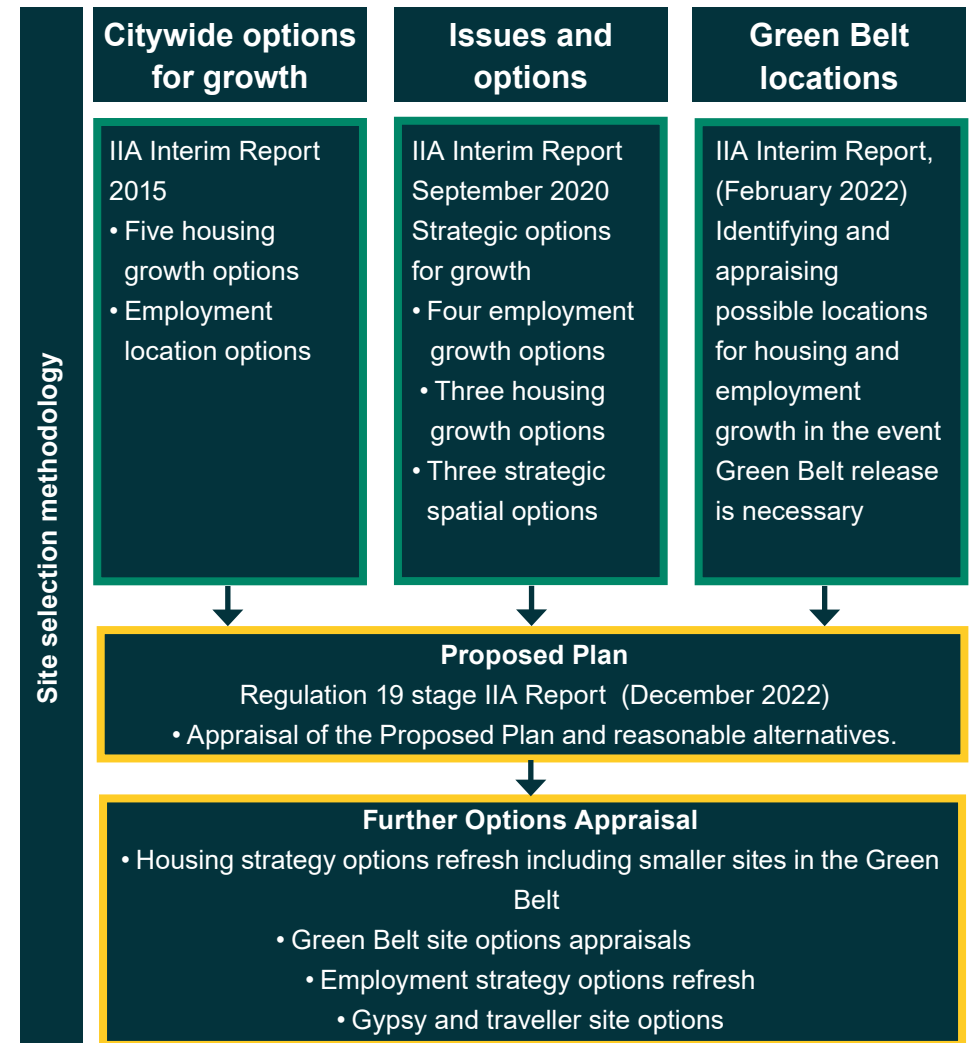 Site selection methodology
Citywide options
for growth
IIA Interim Report
2015
• Five housing
growth options
• Employment
location options
Issues and
options
IIA Interim Report
September 2020
Strategic options
for growth
• Four employment
growth options
• Three housing
growth options
• Three strategic
spatial options
Green Belt
locations
IIA Interim Report,
(February 2022)
Identifying and
appraising
possible locations
for housing and
employment
growth in the event
Green Belt release
is necessary
Proposed Plan
Regulation 19 stage IIA Report (December 2022)
• Appraisal of the Proposed Plan and reasonable alternatives.
Further Options Appraisal
• Housing strategy options refresh including smaller sites in the Green
Belt
• Green Belt site options appraisals
• Employment strategy options refresh
• Gypsy and traveller site options